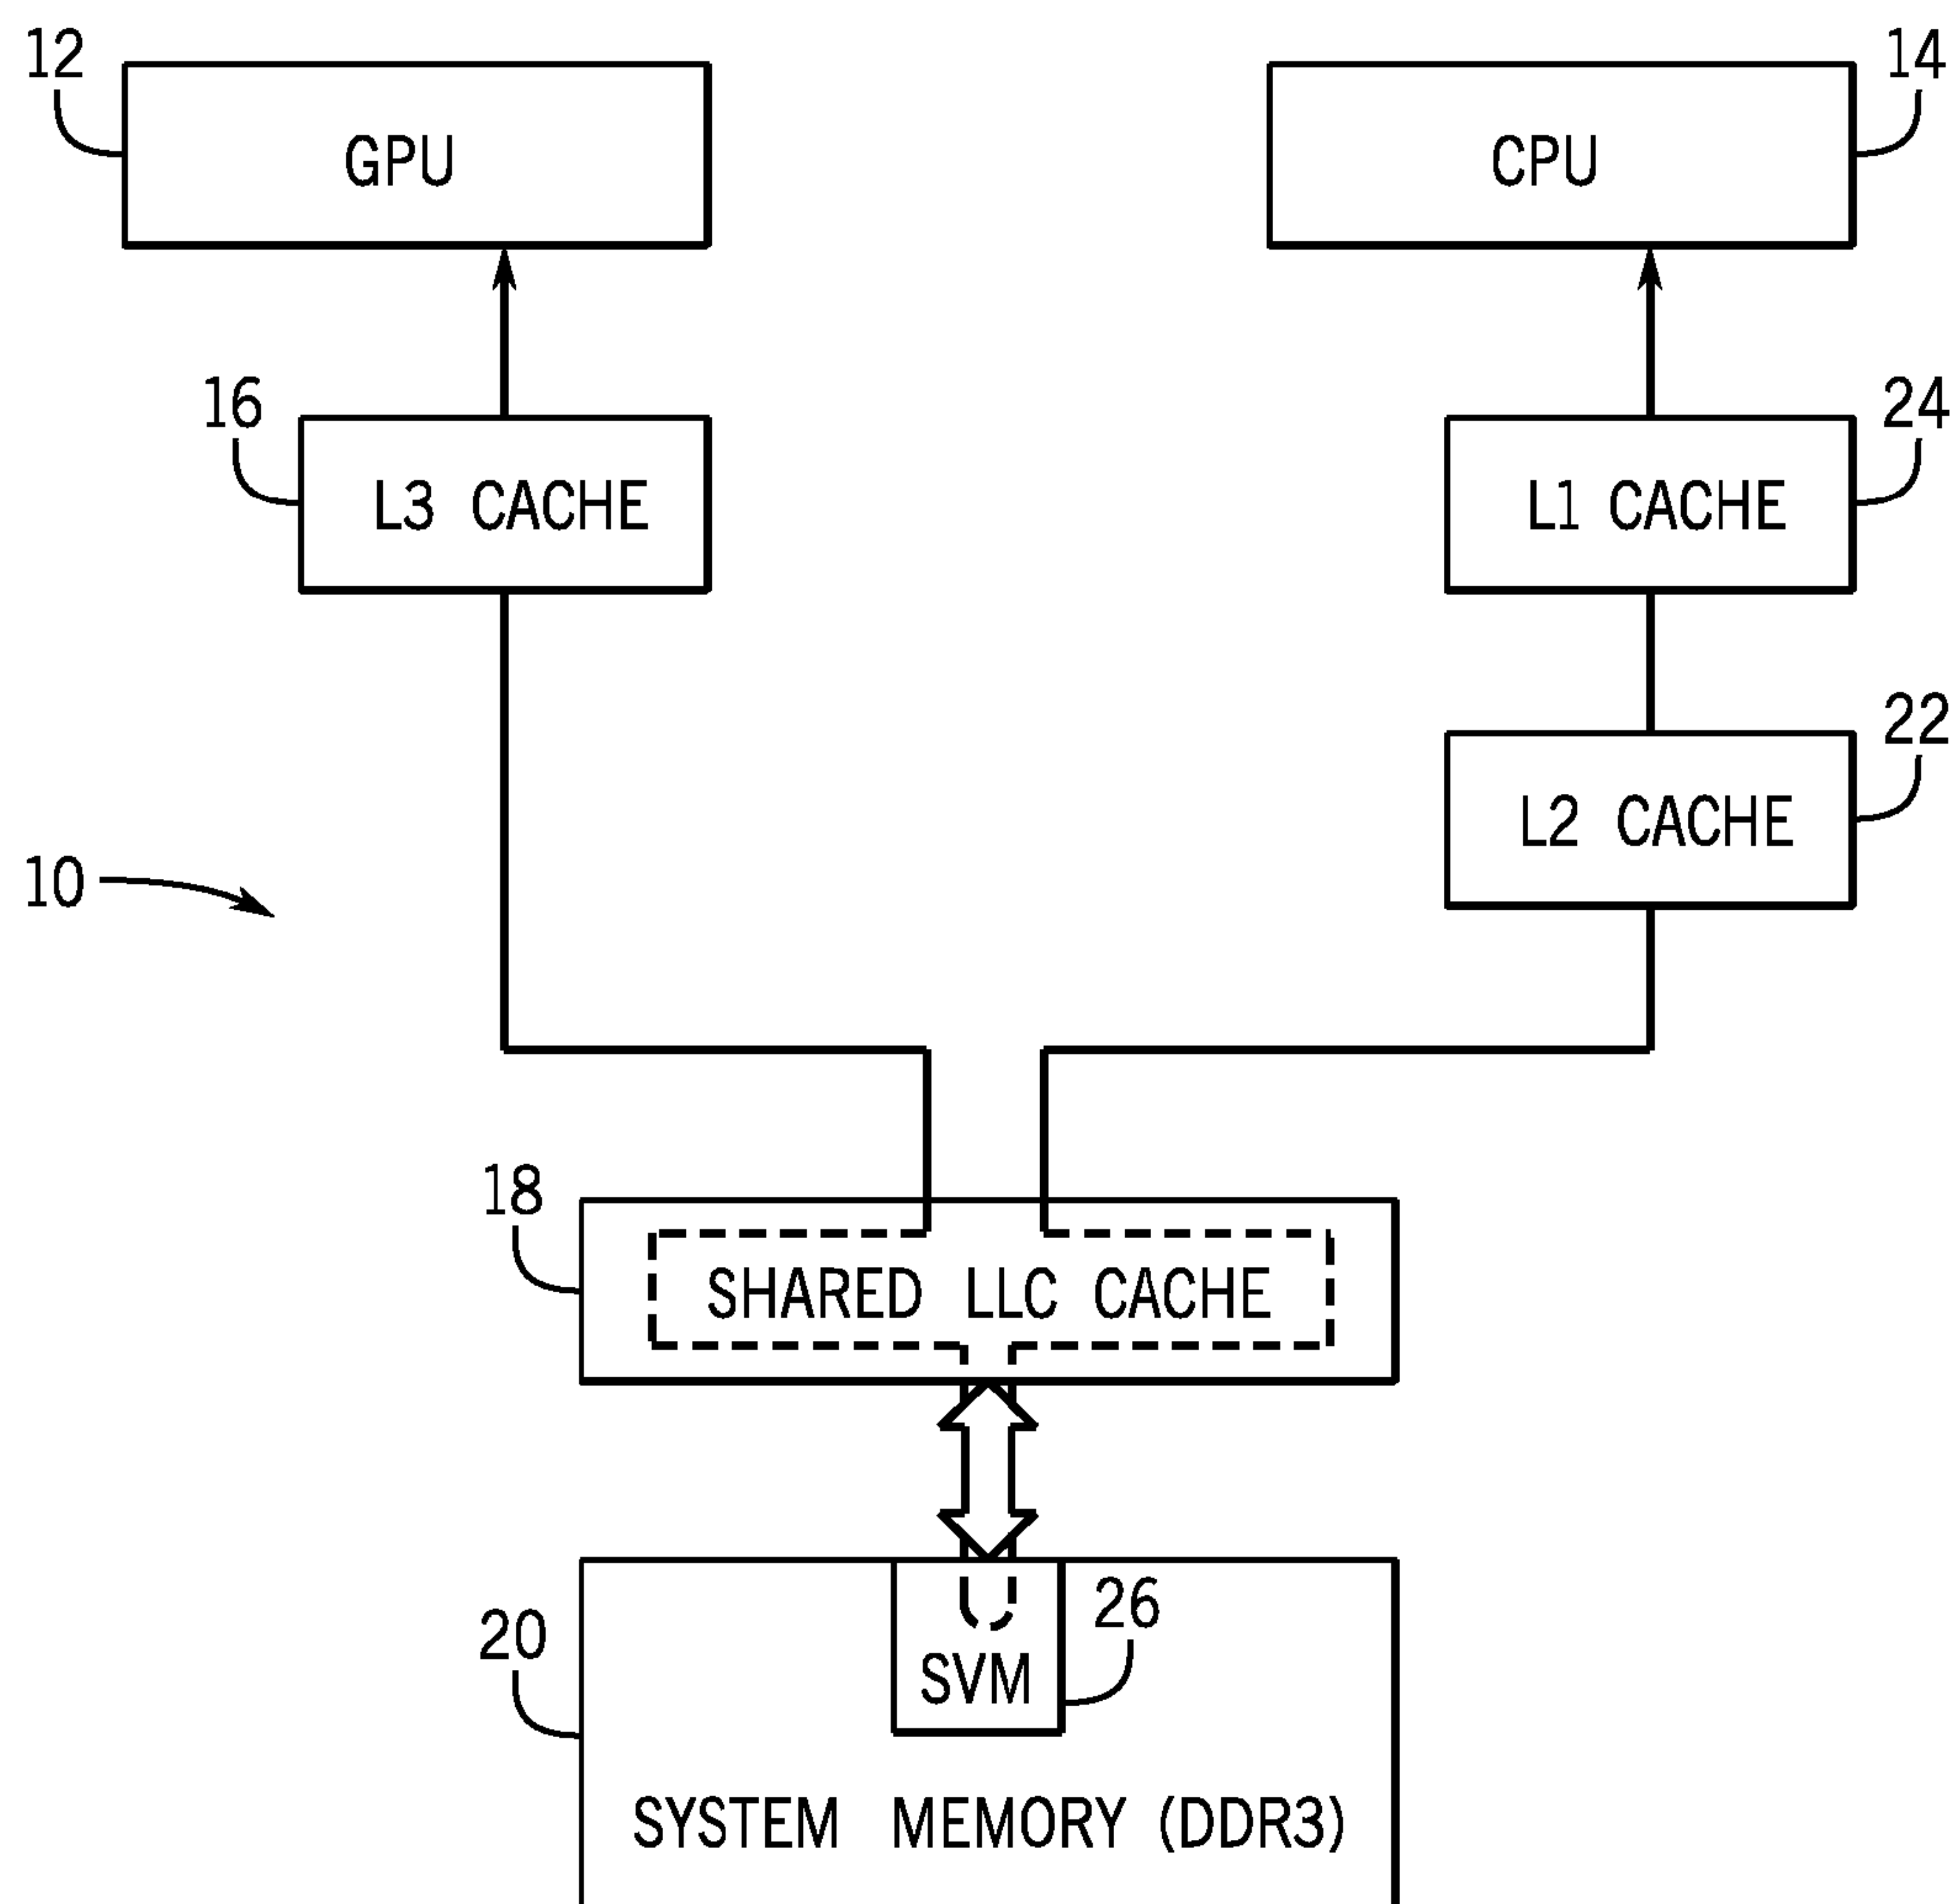 12
14
GPU
CPU
16
24
L3 CACHE
L1 CACHE
22
L2 CACHE
10
18
SHARED LLC CACHE
26
20
SVM
SYSTEM MEMORY (DDR3)